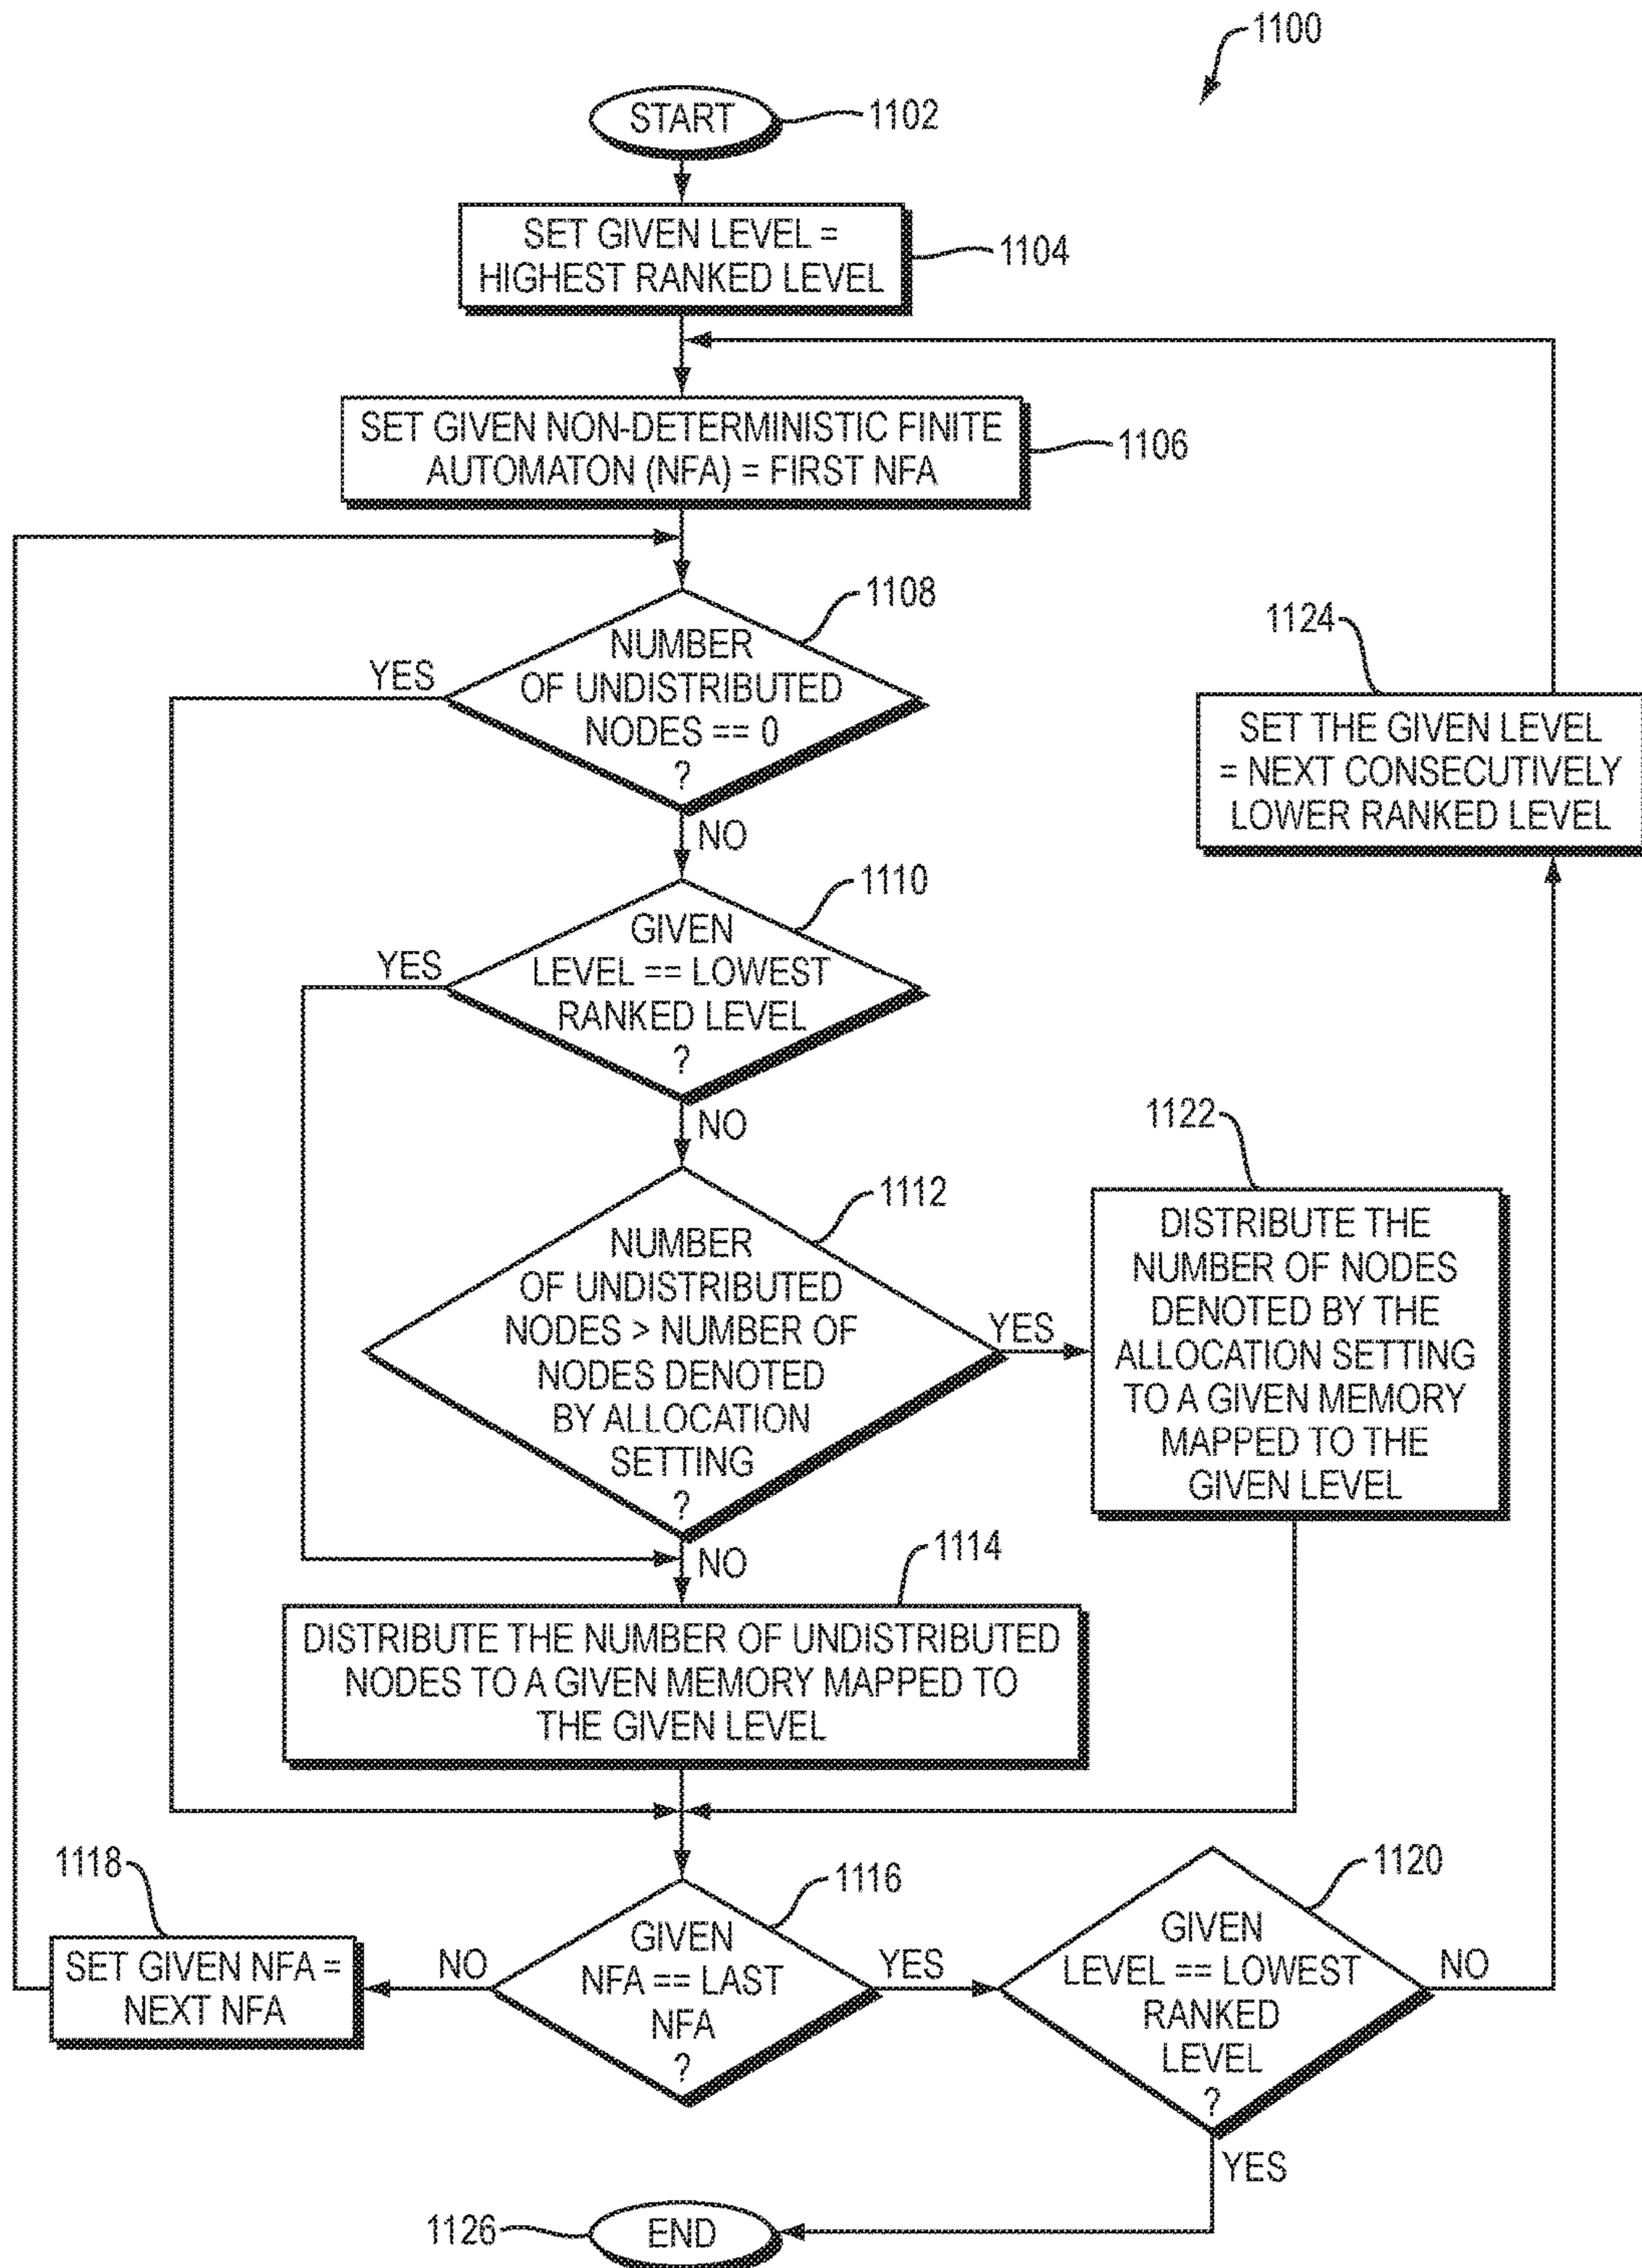 1100
START
1102
SET GIVEN LEVEL =
HIGHEST RANKED LEVEL
1104
SET GIVEN NON-DETERMINISTIC FINITE
AUTOMATON (NFA) = FIRST NFA
1106
1108
NUMBER
OF UNDISTRIBUTED
NODES == 0
?
YES
NO
1124
SET THE GIVEN LEVEL
= NEXT CONSECUTIVELY
LOWER RANKED LEVEL
1110
GIVEN
LEVEL == LOWEST
RANKED LEVEL
?
YES
NO
1112
NUMBER
OF UNDISTRIBUTED
NODES > NUMBER OF
NODES DENOTED
BY ALLOCATION
SETTING
?
YES
NO
1122
DISTRIBUTE THE
NUMBER OF NODES
DENOTED BY THE
ALLOCATION SETTING
TO A GIVEN MEMORY
MAPPED TO THE
GIVEN LEVEL
1114
DISTRIBUTE THE NUMBER OF UNDISTRIBUTED
NODES TO A GIVEN MEMORY MAPPED TO
THE GIVEN LEVEL
1118
SET GIVEN NFA =
NEXT NFA
NO
1116
GIVEN
NFA == LAST
NFA
?
YES
1120
GIVEN
LEVEL == LOWEST
RANKED
LEVEL
?
NO
YES
1126
END